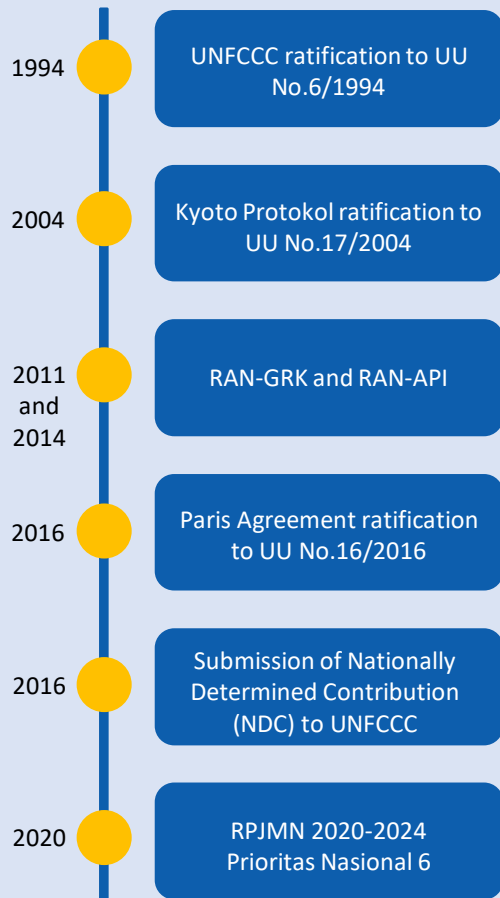 1994
UNFCCC ratification to UU
No.6/1994
2004
Kyoto Protokol ratification to
UU No.17/2004
2011
and
2014
RAN-GRK and RAN-API
2016
Paris Agreement ratification
to UU No.16/2016
2016
Submission of Nationally
Determined Contribution
(NDC) to UNFCCC
2020
RPJMN 2020-2024
Prioritas Nasional 6